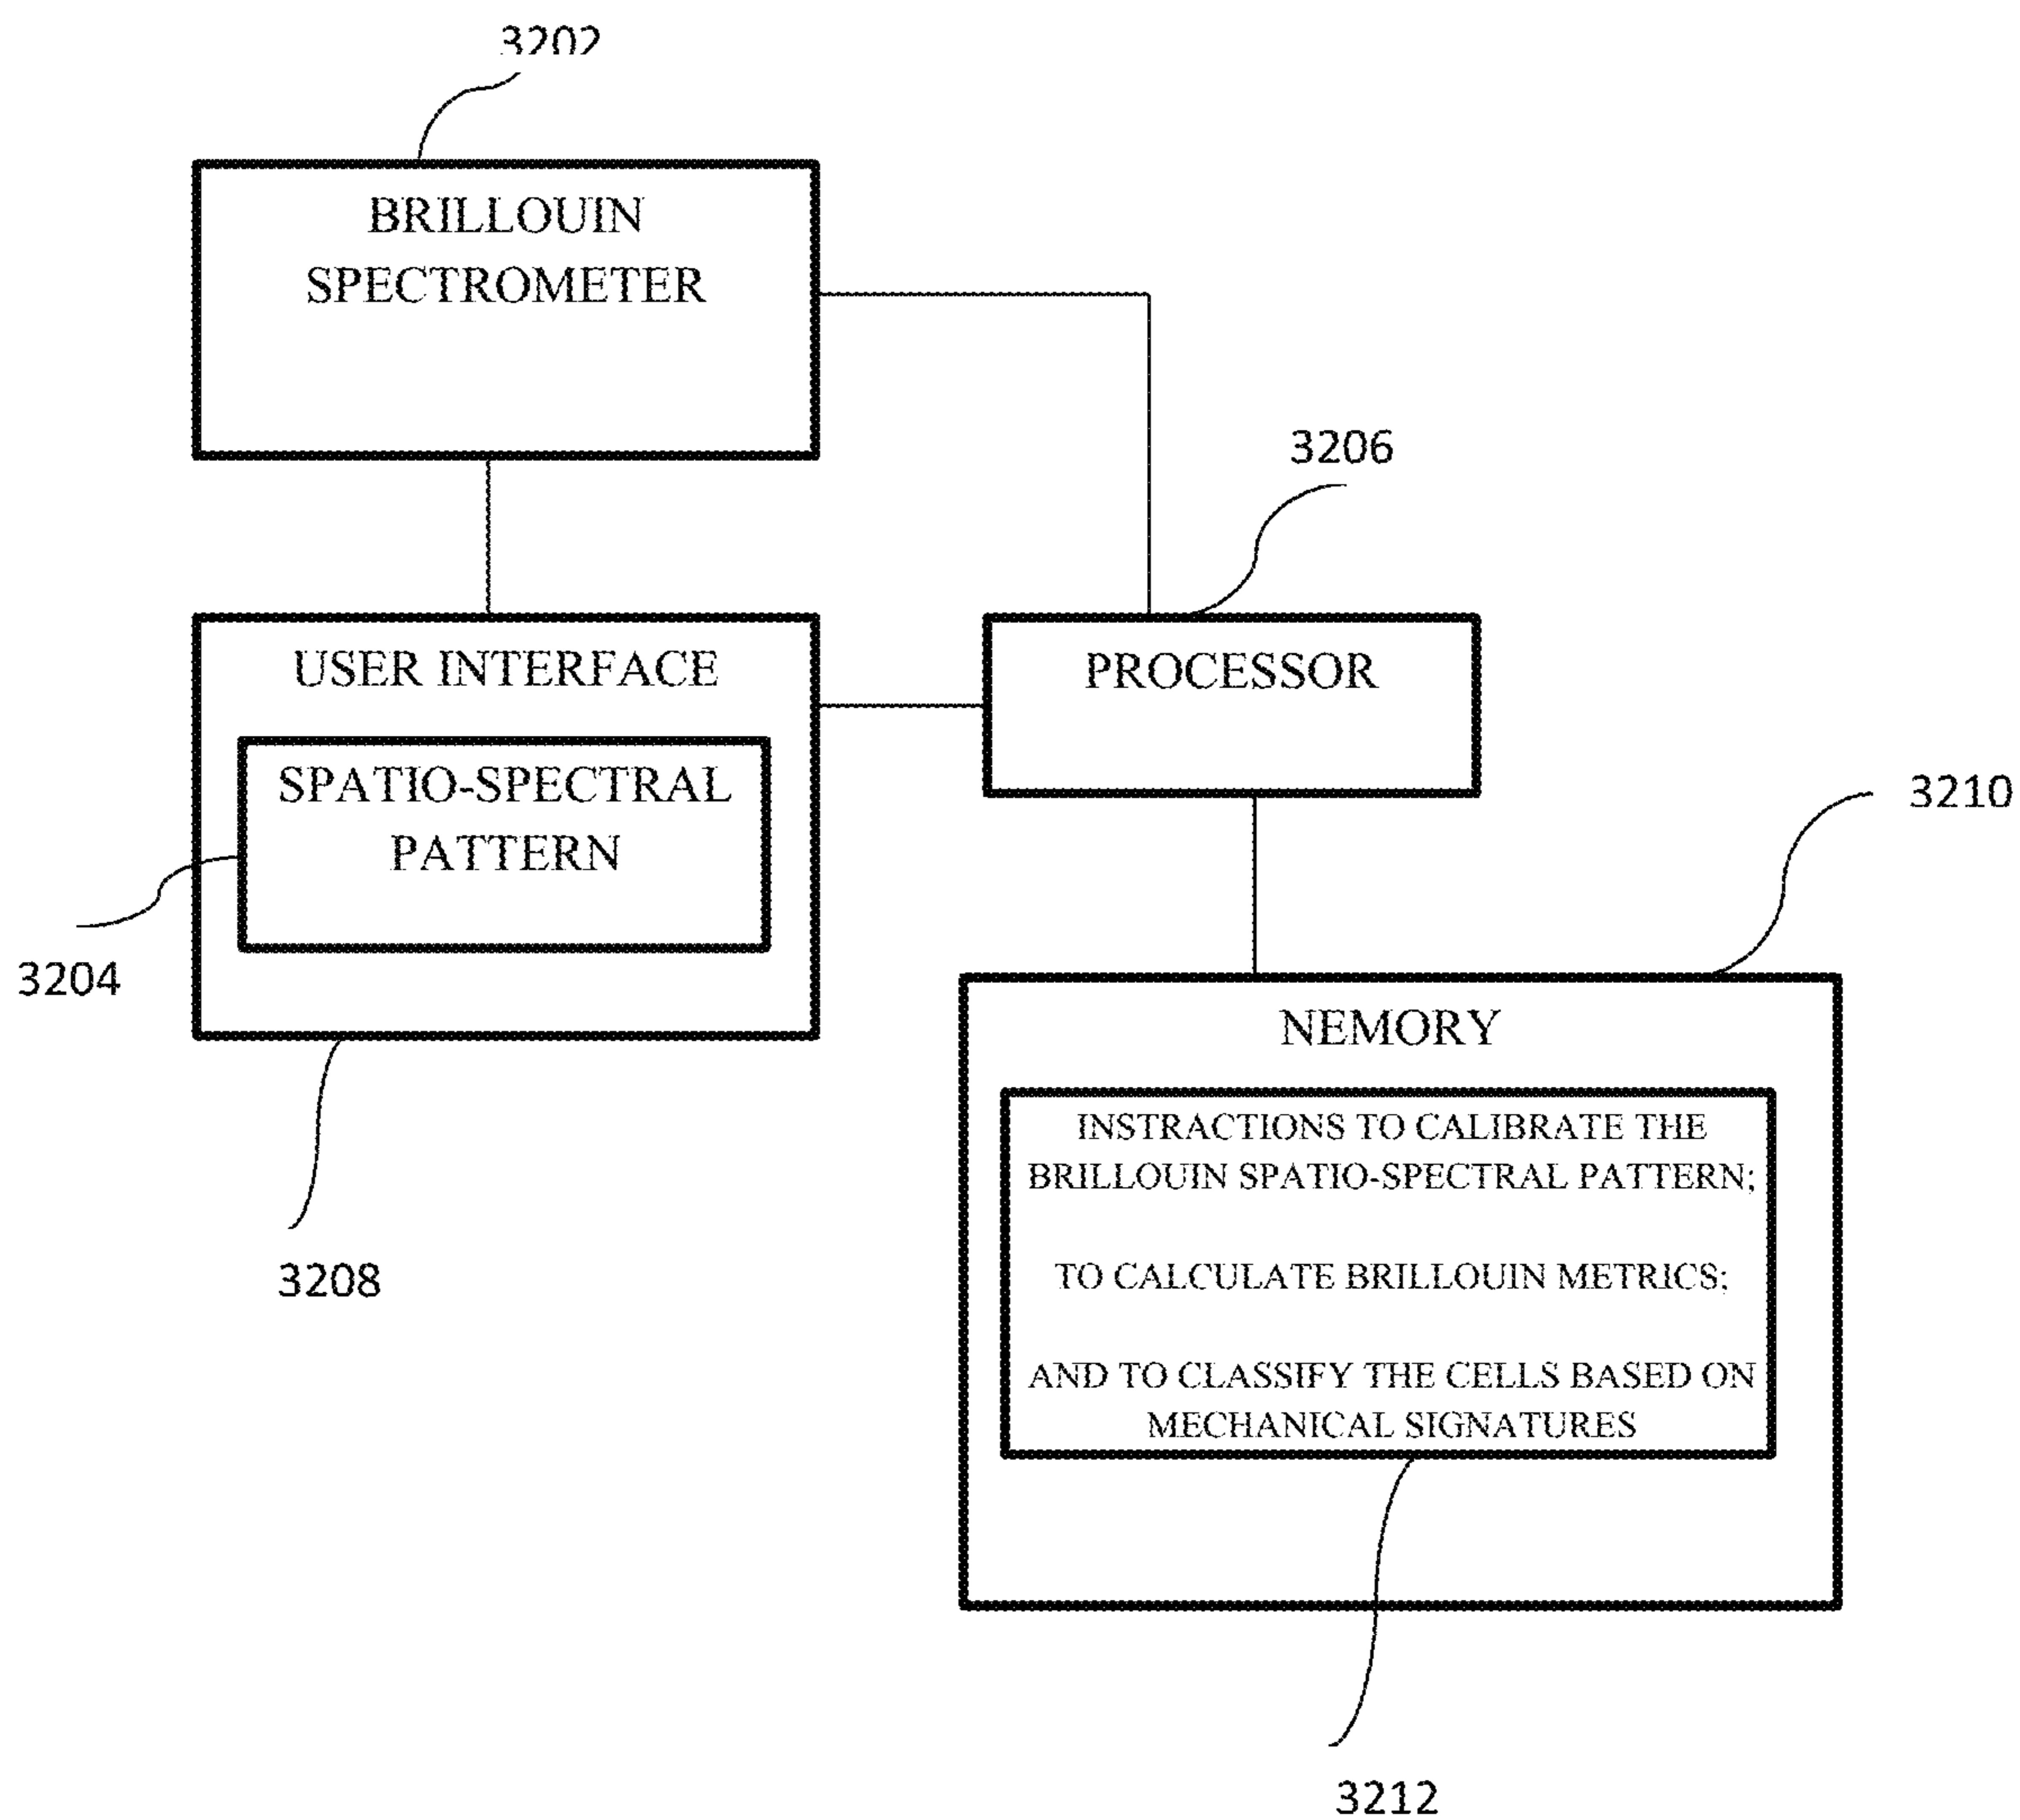 3202
BRILLOUIN
SPECTROMETER
3206
USER INTERFACE
PROCESSOR
SPATIO-SPECTRAL
PATTERN
3210
3204
NEMORY
INSTRACTIONS TO CALIBRATE THE
BRILLOUIN SPATIO-SPECTRAL PATTERN;
3208
TO CALCULATE BRILLOUIN METRICS;
AND TO CLASSIFY THE CELLS BASED ON
MECHANICAL SIGNATURES
3212